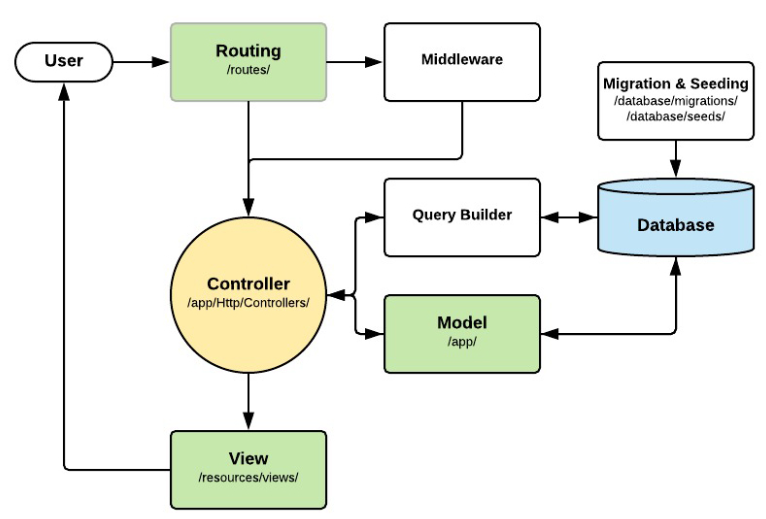 User
Routing
/routes/
Middleware
Migration & Seeding
/database/migrations/
/database/seeds/
Query Builder
Database
Controller
/app/Http/Controllers/
Model
/app/
View
/resources/views/